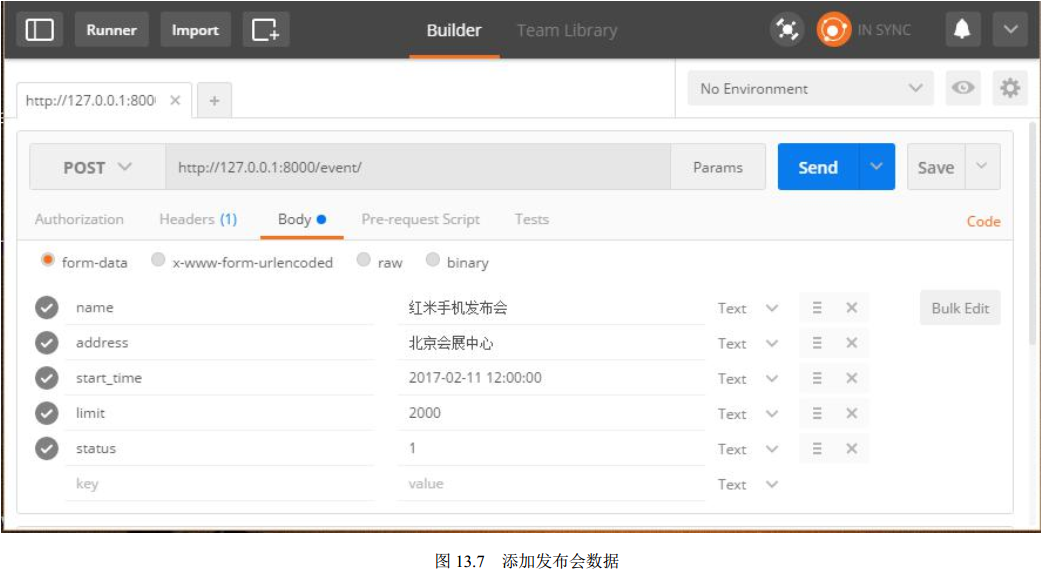 Runner Import Builder Team Library IN SYNC
http://127.0.0.1:800 No Environment
POST http://127.0.0.1:8000/event/ Params Send Save
Authorization Headers (1) Body Pre-request Script Tests Code
form-data x-www-form-urlencoded raw binary
name 红米手机发布会 Text Bulk Edit
address 北京会展中心 Text
start_time 2017-02-11 12:00:00 Text
limit 2000 Text
status 1 Text
key value Text
图 13.7 添加发布会数据